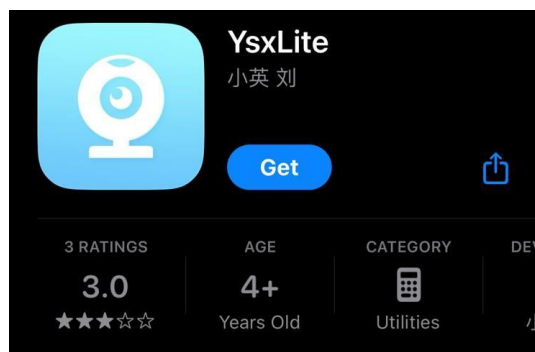 YsxLite
小英 刘
Get
3 RATINGS
AGE
CATEGORY
3.0
4+
Years Old
Utilities